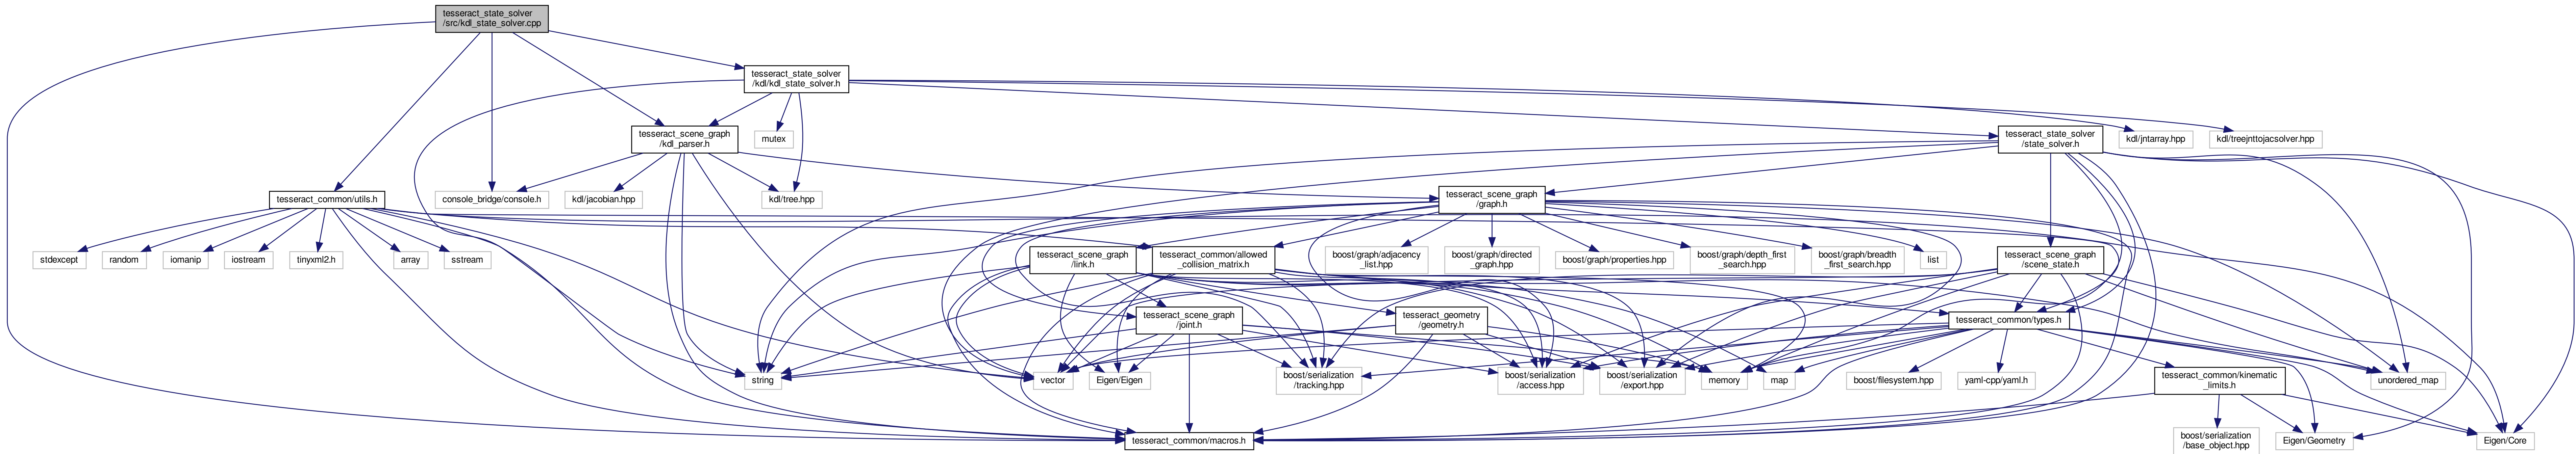 tesseract_state_solver
/src/kdl_state_solver.cpp
tesseract_state_solver
/kdl/kdl_state_solver.h
tesseract_scene_graph
/kdl_parser.h
mutex
tesseract_state_solver
/state_solver.h
kdl/jntarray.hpp
kdl/treejnttojacsolver.hpp
tesseract_common/utils.h
console_bridge/console.h
kdl/jacobian.hpp
kdl/tree.hpp
tesseract_scene_graph
/graph.h
stdexcept
random
iomanip
iostream
tinyxml2.h
array
sstream
tesseract_scene_graph
/link.h
tesseract_common/allowed
_collision_matrix.h
boost/graph/adjacency
_list.hpp
boost/graph/directed
_graph.hpp
boost/graph/properties.hpp
boost/graph/depth_first
_search.hpp
boost/graph/breadth
_first_search.hpp
list
tesseract_scene_graph
/scene_state.h
tesseract_scene_graph
/joint.h
tesseract_geometry
/geometry.h
tesseract_common/types.h
string
vector
Eigen/Eigen
boost/serialization
/tracking.hpp
boost/serialization
/access.hpp
boost/serialization
/export.hpp
memory
map
boost/filesystem.hpp
yaml-cpp/yaml.h
tesseract_common/kinematic
_limits.h
unordered_map
tesseract_common/macros.h
boost/serialization
/base_object.hpp
Eigen/Geometry
Eigen/Core